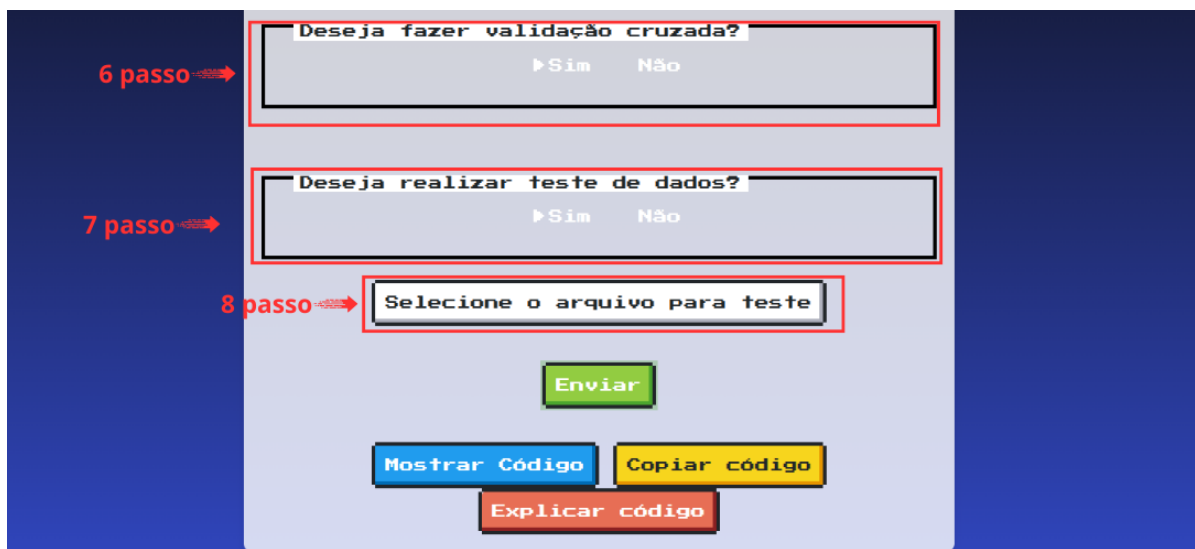 Deseja fazer validação cruzada?
6 passo
▶Sim Não
Deseja realizar teste de dados?
7 passo
▶Sim Não
8 passo
Selecione o arquivo para teste
Enviar
Mostrar Código
Copiar código
Explicar código